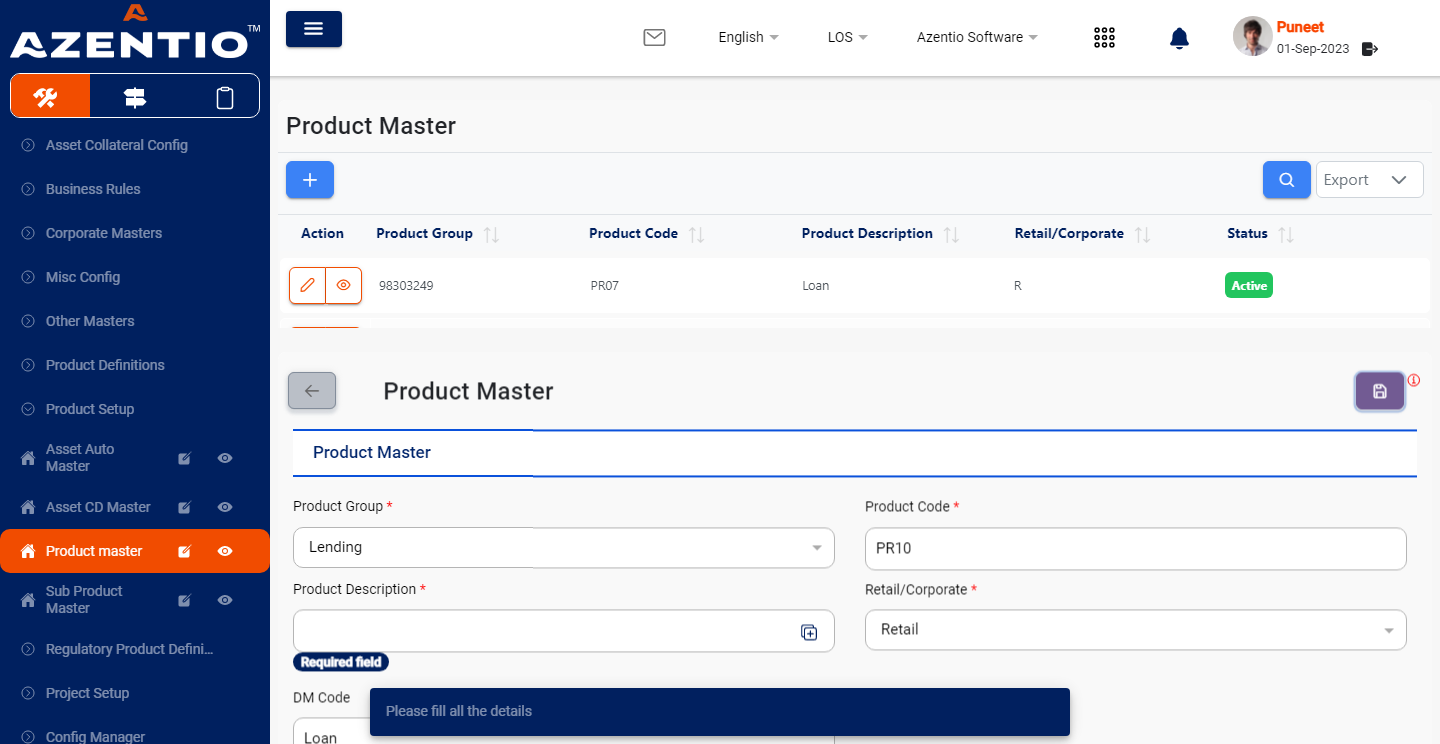 AZENTIO™
English
LOS
Azentio Software
Puneet
01-Sep-2023
Asset Collateral Config
Business Rules
Corporate Masters
Misc Config
Other Masters
Product Definitions
Product Setup
Asset Auto
Master
Asset CD Master
Product master
Sub Product
Master
Regulatory Product Defini...
Project Setup
Config Manager
Product Master
Export
Action Product Group Product Code Product Description Retail/Corporate Status
98303249 PR07 Loan R Active
Product Master
Product Master
Product Group * Product Code *
Lending PR10
Product Description * Retail/Corporate *
Retail
Required field
DM Code
Please fill all the details
Loan